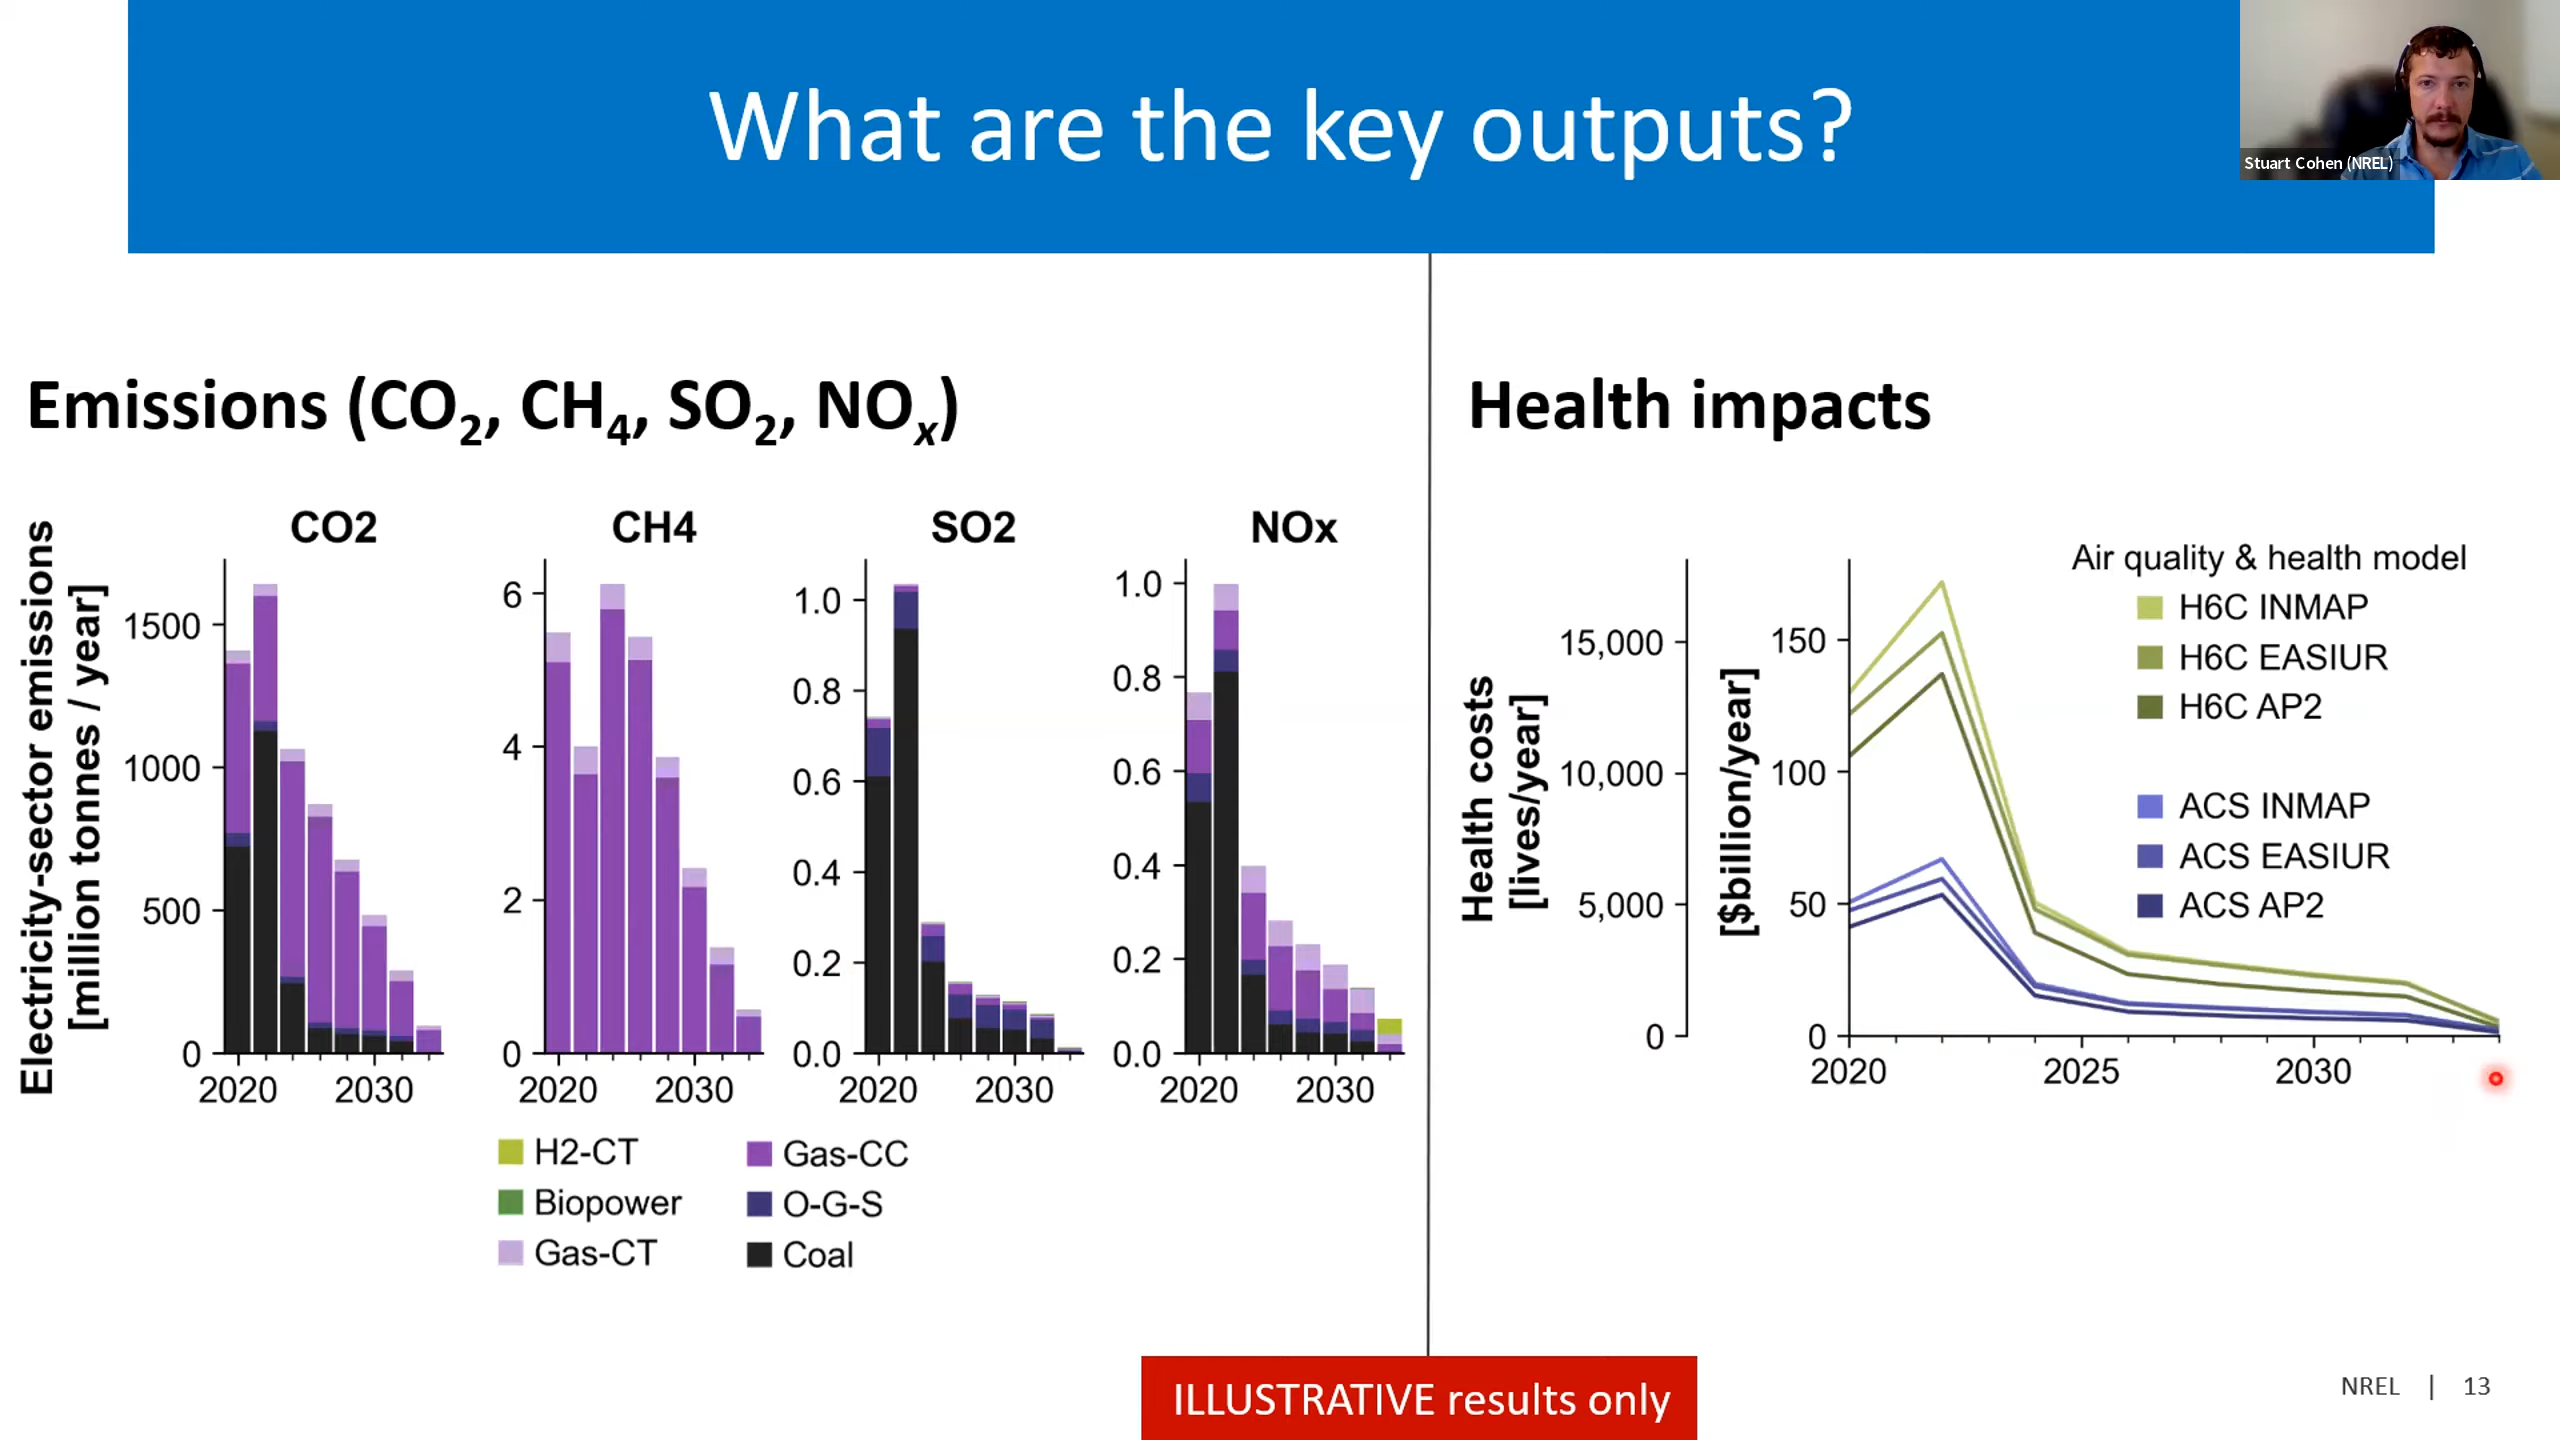 What are the key outputs?
Stuart Cohen (NREL)
Emissions (CO2, CH4, SO2, NOx)
Electricity-sector emissions
[million tonnes / year]
CO2
1500
1000
500
0
2020 2030
CH4
6
4
2
0
2020 2030
SO2
1.0
0.8
0.6
0.4
0.2
0.0
2020 2030
NOx
1.0
0.8
0.6
0.4
0.2
0.0
2020 2030
H2-CT
Biopower
Gas-CT
Gas-CC
O-G-S
Coal
Health impacts
Health costs
[lives/year]
15,000
10,000
5,000
0
[$billion/year]
150
100
50
0
2020 2025 2030
Air quality & health model
H6C INMAP
H6C EASIUR
H6C AP2
ACS INMAP
ACS EASIUR
ACS AP2
ILLUSTRATIVE results only
NREL | 13